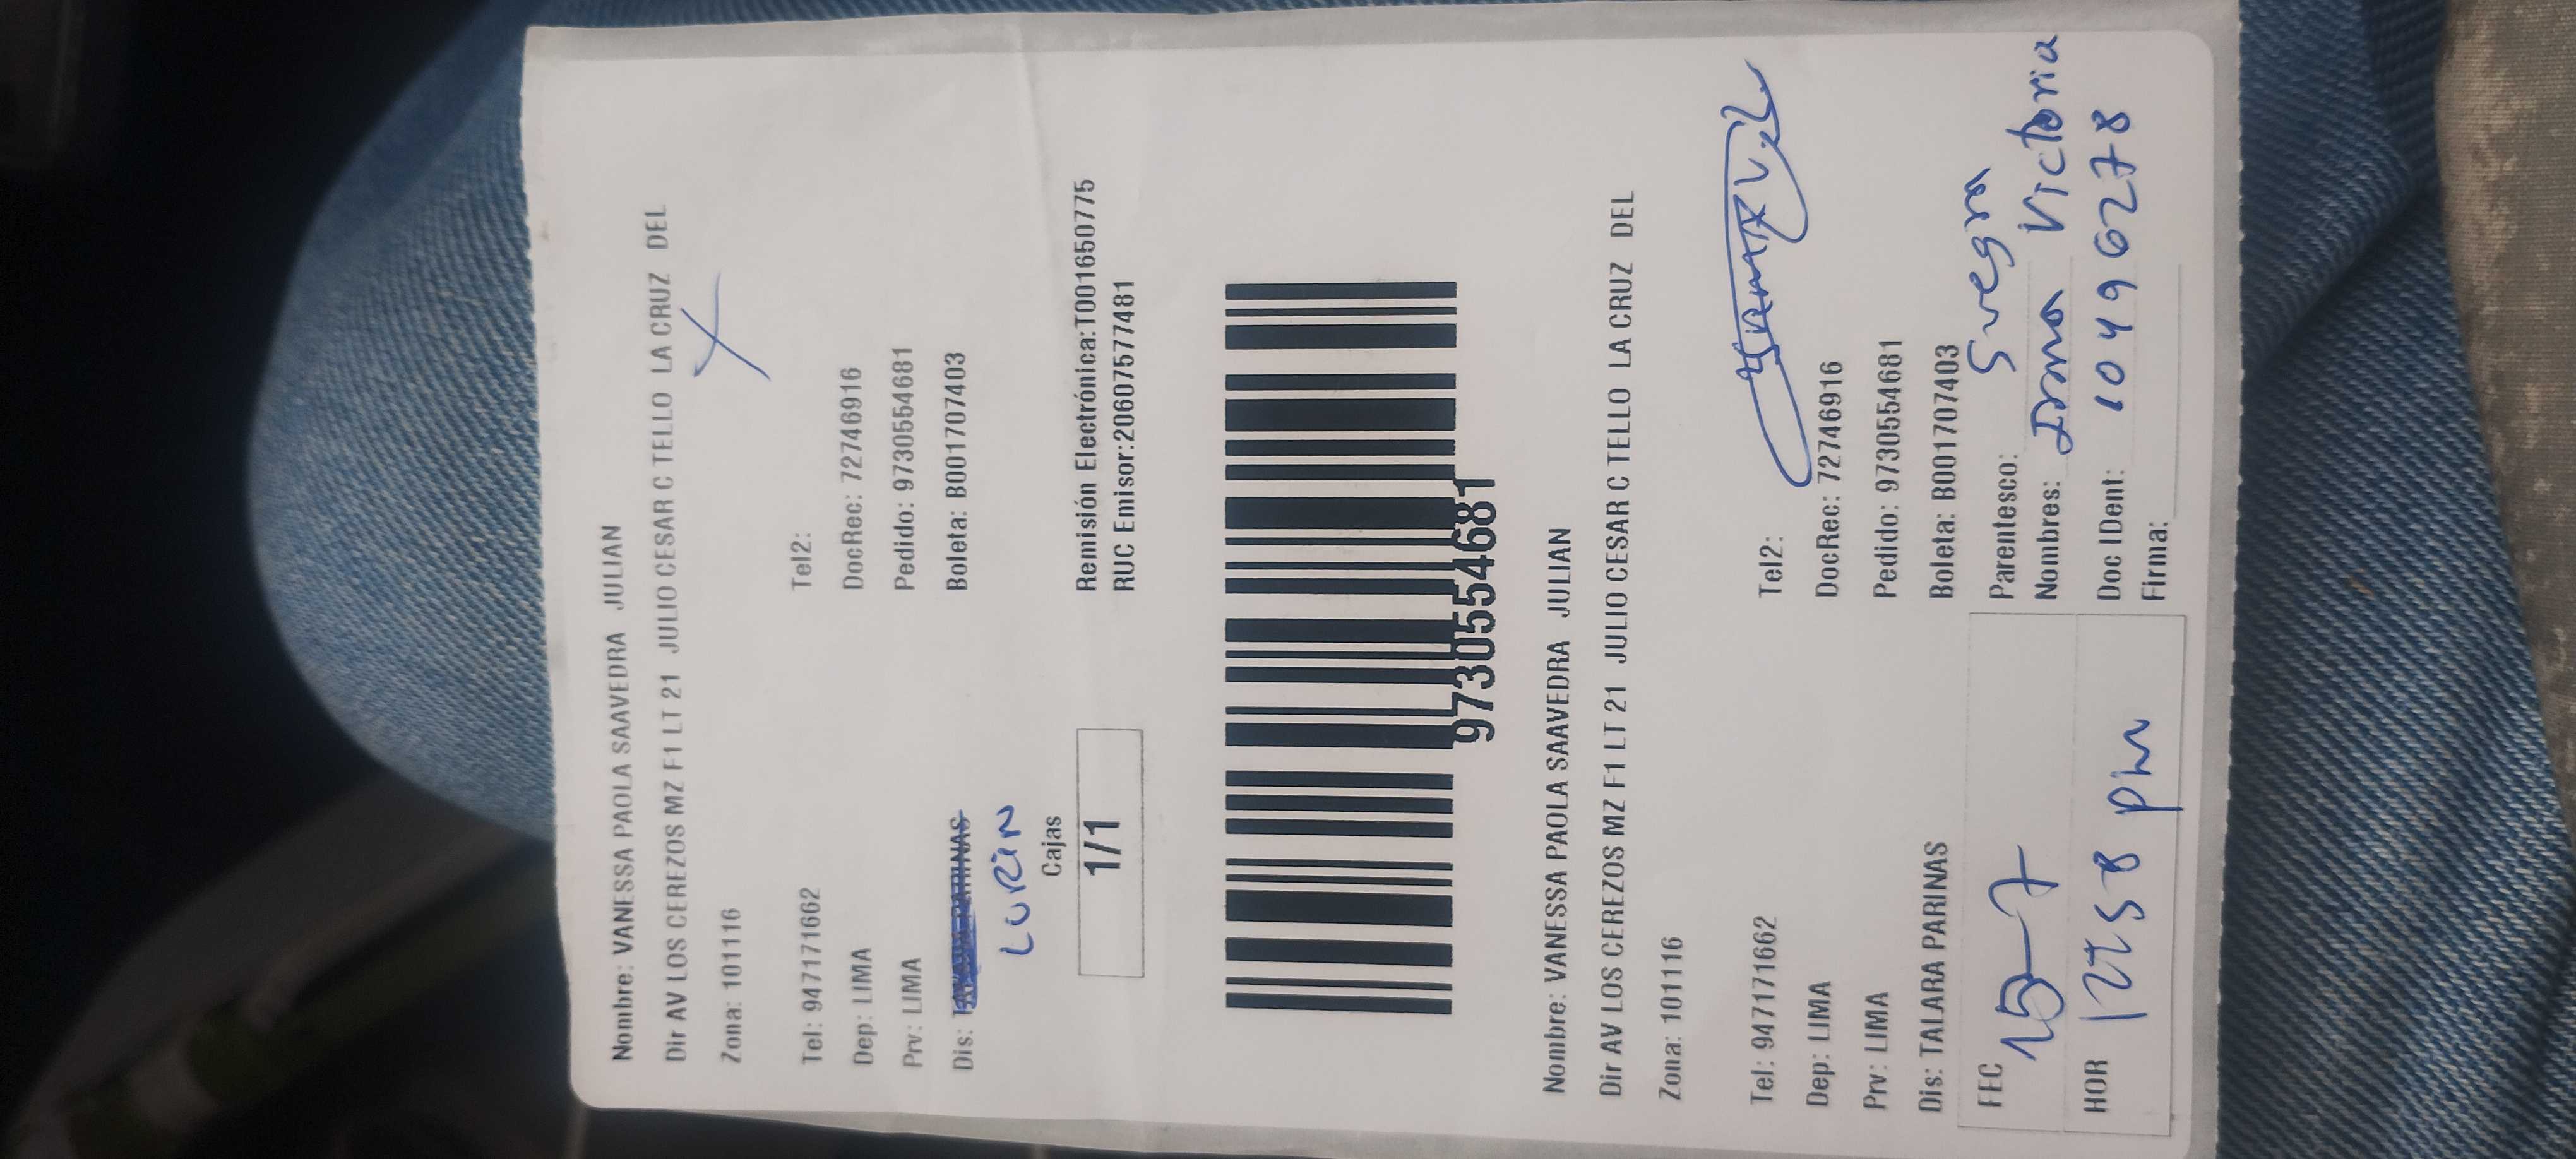 Nombre: VANESSA PAOLA SAAVEDRA JULIAN
Dir AV LOS CEREZOS MZ F1 LT 21 JULIO CESAR C TELLO LA CRUZ DEL
Zona: 101116
Tel: 947171662 Tel2:
Dep: LIMA DocRec: 72746916
Prv: LIMA Pedido: 9730554681
Dis: Boleta: B001707403
LURIN
Cajas
1/1
Remisión Electrónica:T001650775
RUC Emisor:20607577481
9730554681
Nombre: VANESSA PAOLA SAAVEDRA JULIAN
Dir AV LOS CEREZOS MZ F1 LT 21 JULIO CESAR C TELLO LA CRUZ DEL
Zona: 101116
Tel: 947171662 Tel2:
Dep: LIMA DocRec: 72746916
Prv: LIMA Pedido: 9730554681
Dis: TALARA PARINAS Boleta: B001707403
FEC 15-7 Parentesco: Suegra
Nombres: Irma Victoria
HOR 12:58 pm Doc IDent: 10496278
Firma: